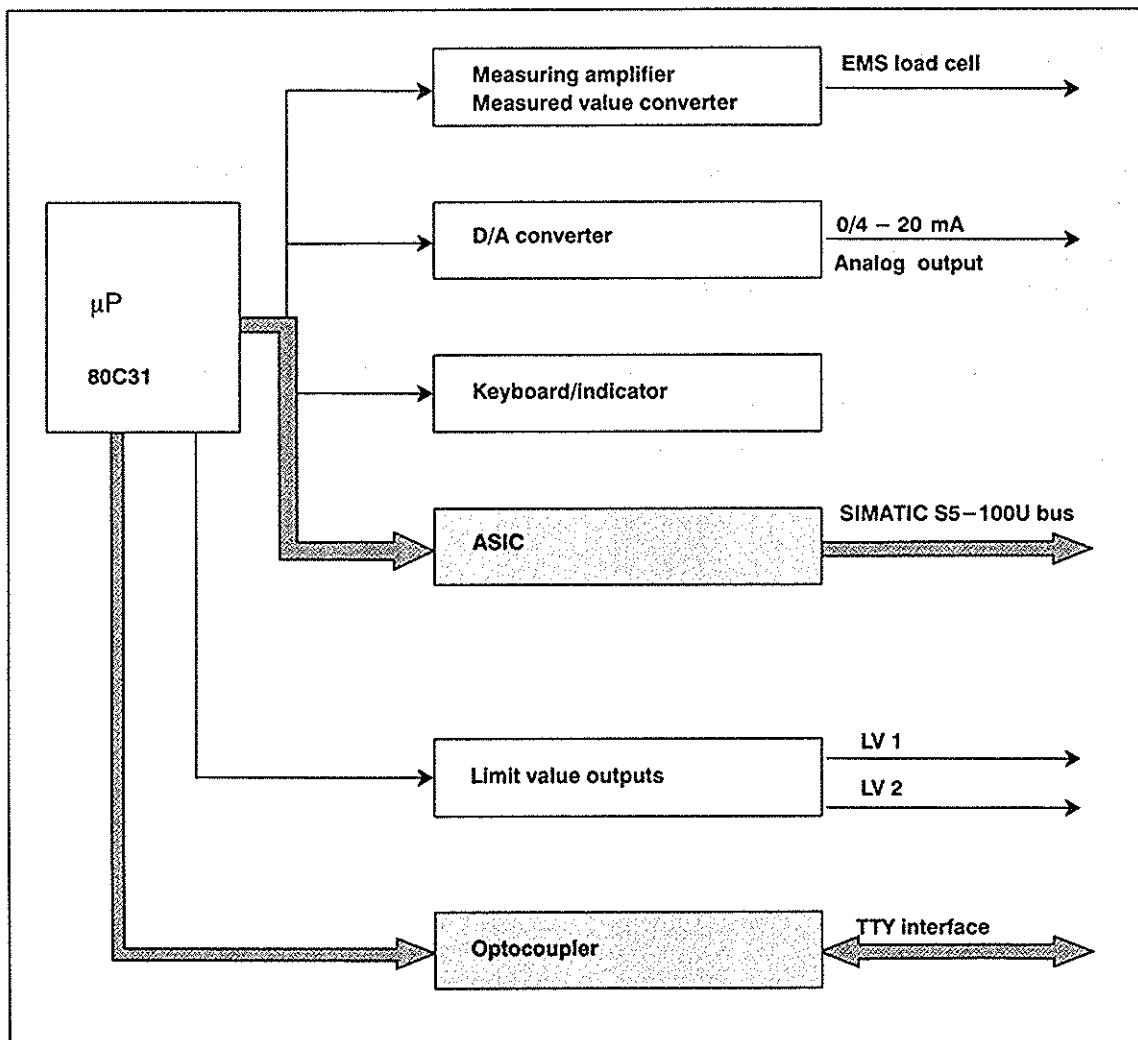 Measuring amplifier
Measured value converter
EMS load cell
D/A converter
0/4 – 20 mA
Analog output
μP
80C31
Keyboard/indicator
ASIC
SIMATIC S5–100U bus
Limit value outputs
LV 1
LV 2
Optocoupler
TTY interface